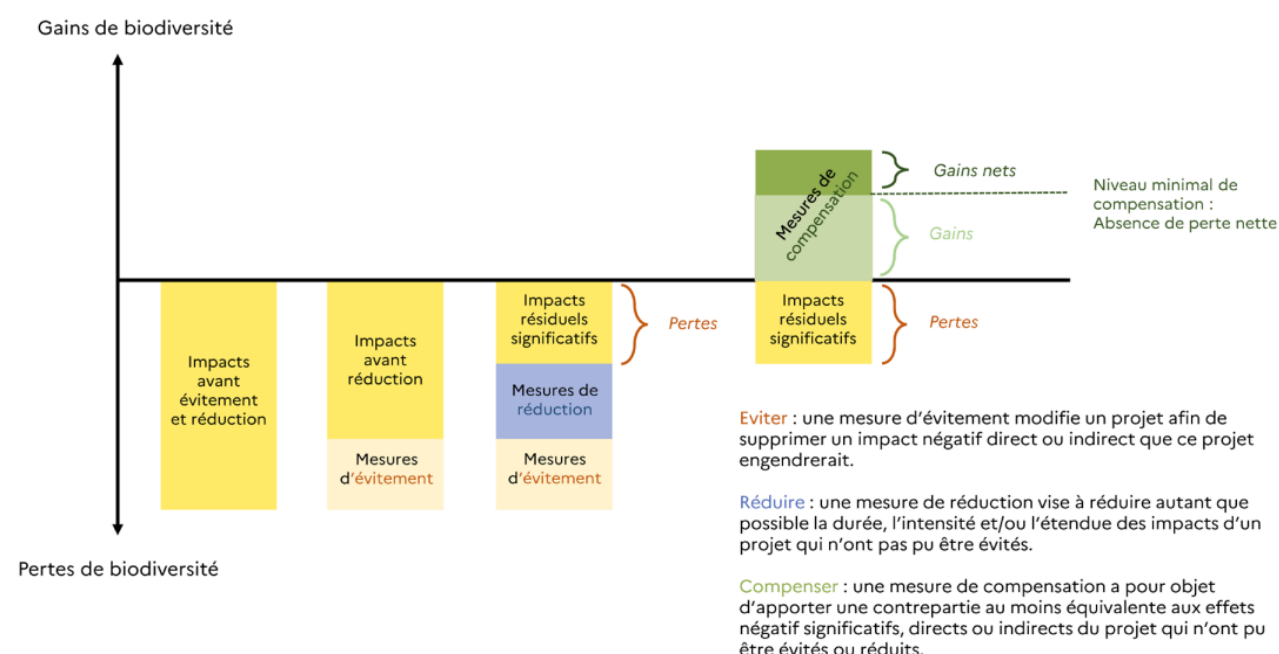 Gains de biodiversité
Mesures de
compensation
Gains nets
Niveau minimal de
compensation :
Absence de perte nette
Gains
Impacts
avant
évitement
et réduction
Impacts
avant
réduction
Mesures
d'évitement
Impacts
résiduels
significatifs
Pertes
Mesures de
réduction
Mesures
d'évitement
Impacts
résiduels
significatifs
Pertes
Pertes de biodiversité
Eviter : une mesure d'évitement modifie un projet afin de
supprimer un impact négatif direct ou indirect que ce projet
engendrerait.
Réduire : une mesure de réduction vise à réduire autant que
possible la durée, l'intensité et/ou l'étendue des impacts d'un
projet qui n'ont pas pu être évités.
Compenser : une mesure de compensation a pour objet
d'apporter une contrepartie au moins équivalente aux effets
négatif significatifs, directs ou indirects du projet qui n'ont pu
être évités ou réduits.